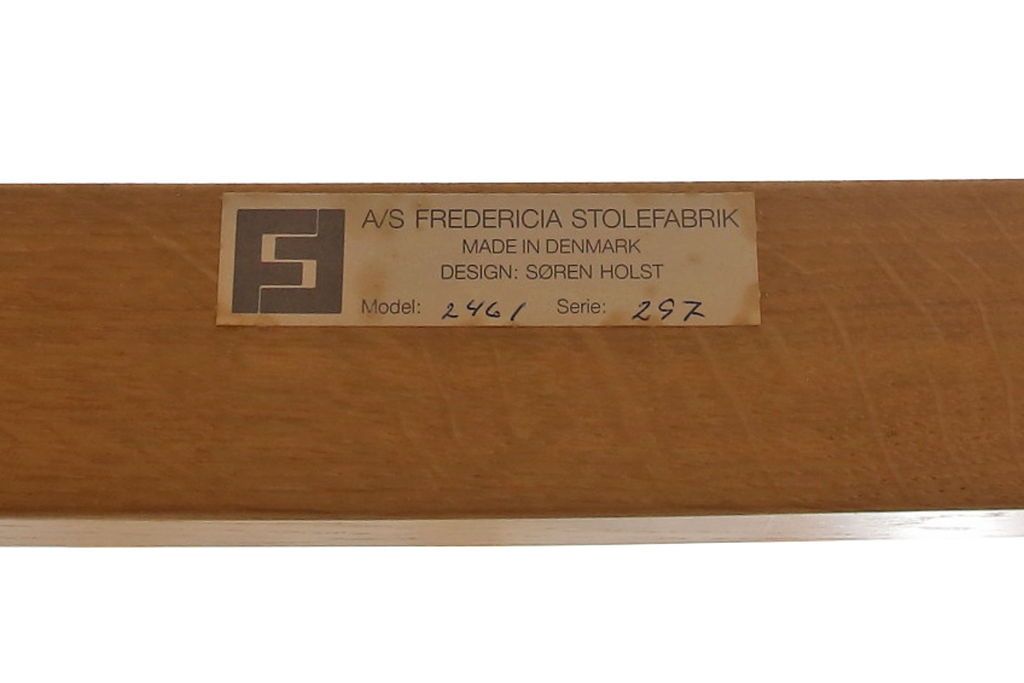 A/S FREDERICIA STOLEFABRIK
MADE IN DENMARK
DESIGN: SØREN HOLST
Model: 2461 Serie: 297